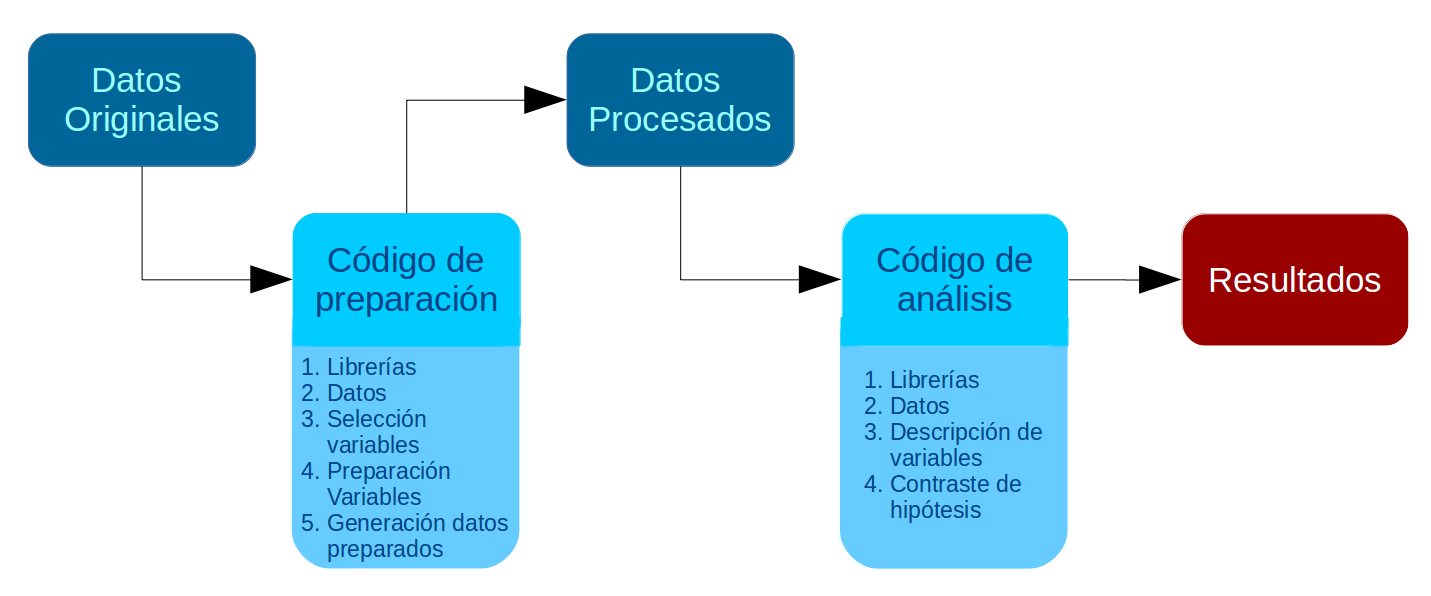 Datos
Originales
Datos
Procesados
Código de
preparación
1. Librerías
2. Datos
3. Selección
variables
4. Preparación
Variables
5. Generación datos
preparados
Código de
análisis
1. Librerías
2. Datos
3. Descripción de
variables
4. Contraste de
hipótesis
Resultados